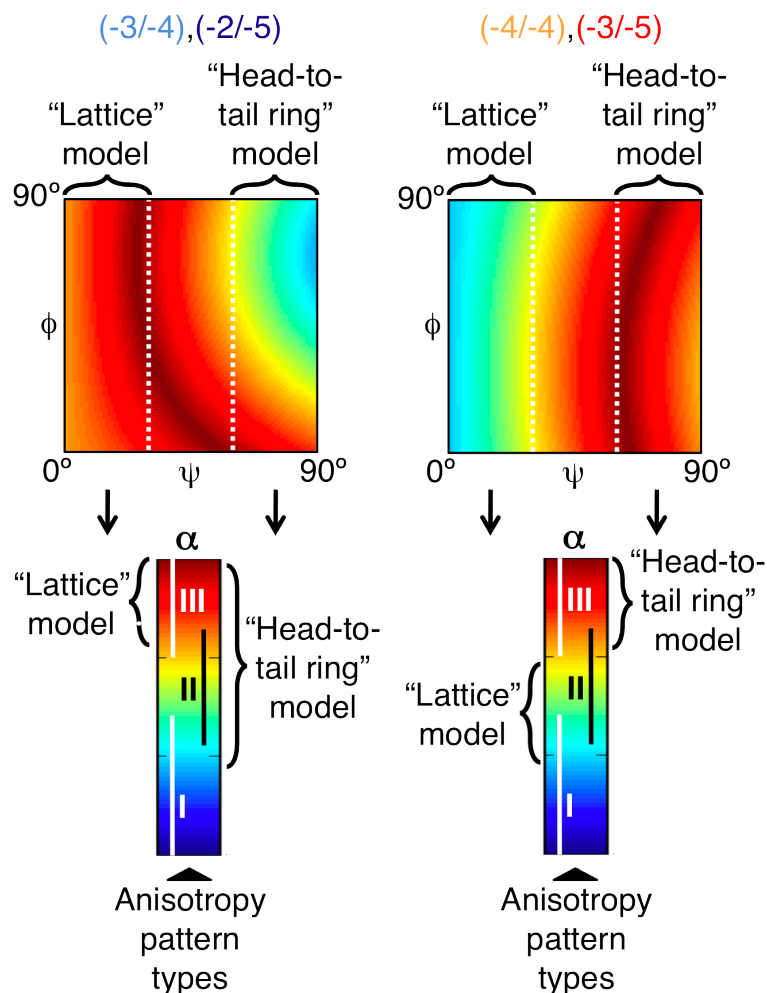 (-3/-4),(-2/-5)
“Lattice”
model
“Head-to-
tail ring”
model
90º
ϕ
0º
ψ
90º
α
“Lattice”
model
III
II
I
“Head-to-
tail ring”
model
Anisotropy
pattern
types
(-4/-4),(-3/-5)
“Lattice”
model
“Head-to-
tail ring”
model
90º
ϕ
0º
ψ
90º
α
“Lattice”
model
III
II
I
“Head-to-
tail ring”
model
Anisotropy
pattern
types